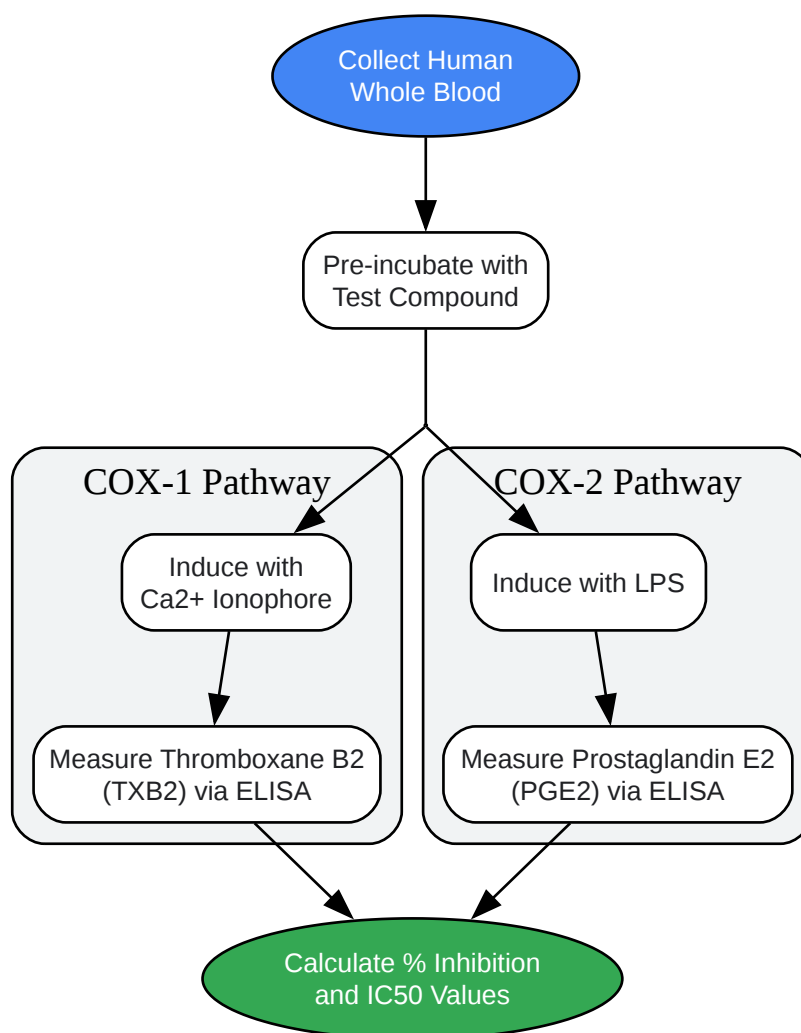 Collect Human
Whole Blood
Pre-incubate with
Test Compound
COX-1 Pathway
Induce with
Ca2+ Ionophore
Measure Thromboxane B2
(TXB2) via ELISA
COX-2 Pathway
Induce with LPS
Measure Prostaglandin E2
(PGE2) via ELISA
Calculate % Inhibition
and IC50 Values